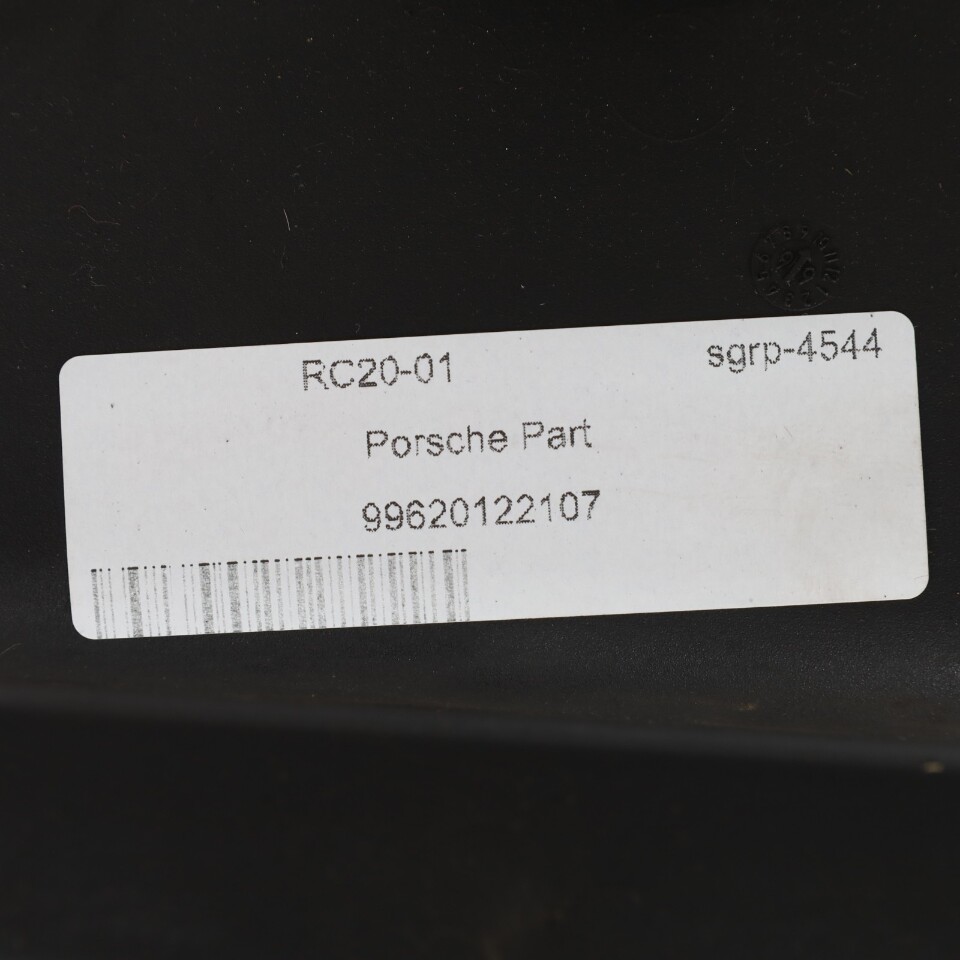 RC20-01
sgrp-4544
Porsche Part
99620122107